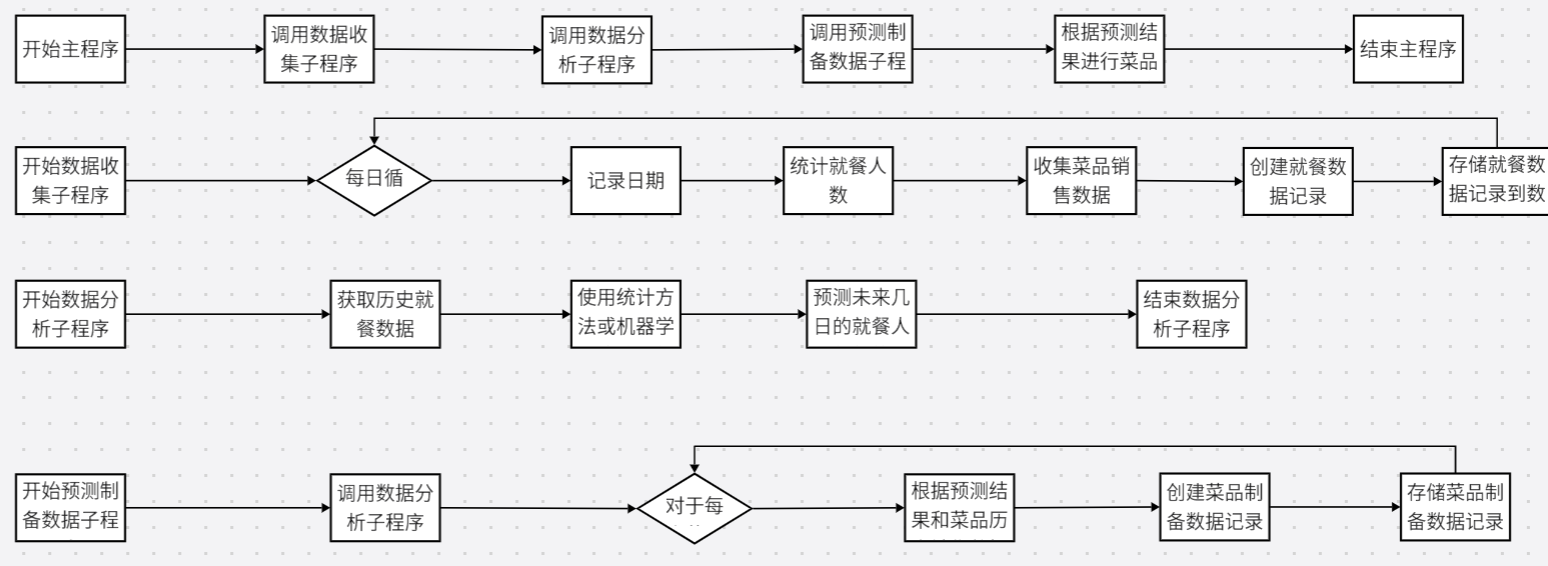 开始主程序
调用数据收
集子程序
调用数据分
析子程序
调用预测制
备数据子程
根据预测结
果进行菜品
结束主程序
开始数据收
集子程序
每日循
记录日期
统计就餐人
数
收集菜品销
售数据
创建就餐数
据记录
存储就餐数
据记录到数
开始数据分
析子程序
获取历史就
餐数据
使用统计方
法或机器学
预测未来几
日的就餐人
结束数据分
析子程序
开始预测制
备数据子程
调用数据分
析子程序
对于每
根据预测结
果和菜品历
创建菜品制
备数据记录
存储菜品制
备数据记录